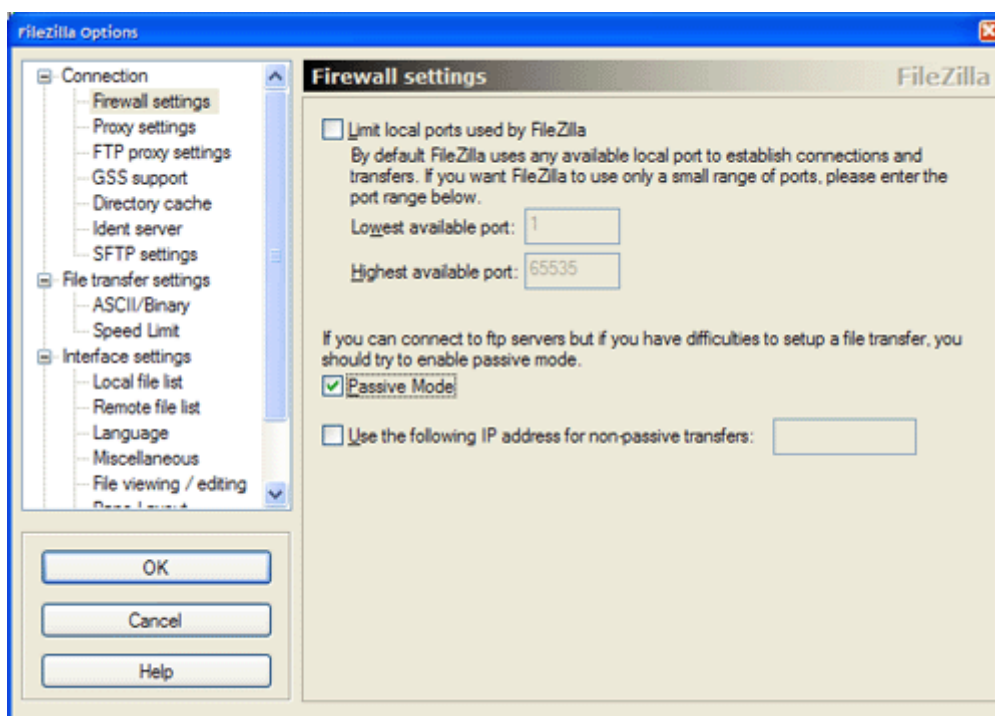 FileZilla Options
Connection
Firewall settings
Proxy settings
FTP proxy settings
GSS support
Directory cache
Ident server
SFTP settings
File transfer settings
ASCII/Binary
Speed Limit
Interface settings
Local file list
Remote file list
Language
Miscellaneous
File viewing / editing
OK
Cancel
Help
Firewall settings
FileZilla
Limit local ports used by FileZilla
By default FileZilla uses any available local port to establish connections and
transfers. If you want FileZilla to use only a small range of ports, please enter the
port range below.
Lowest available port: 1
Highest available port: 65535
If you can connect to ftp servers but if you have difficulties to setup a file transfer, you
should try to enable passive mode.
Passive Mode
Use the following IP address for non-passive transfers: